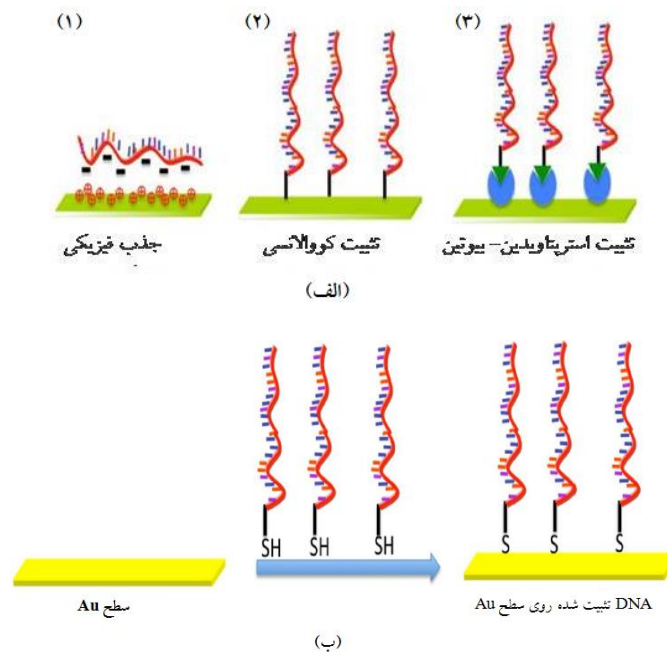 (۱)
(۲)
(۳)
جذب فیزیکی
تثبیت کووالانسی
تثبیت استرپتاویدین- بیوتین
(الف)
SH
SH
SH
S
S
S
سطح Au
DNA تثبیت شده روی سطح Au
(ب)